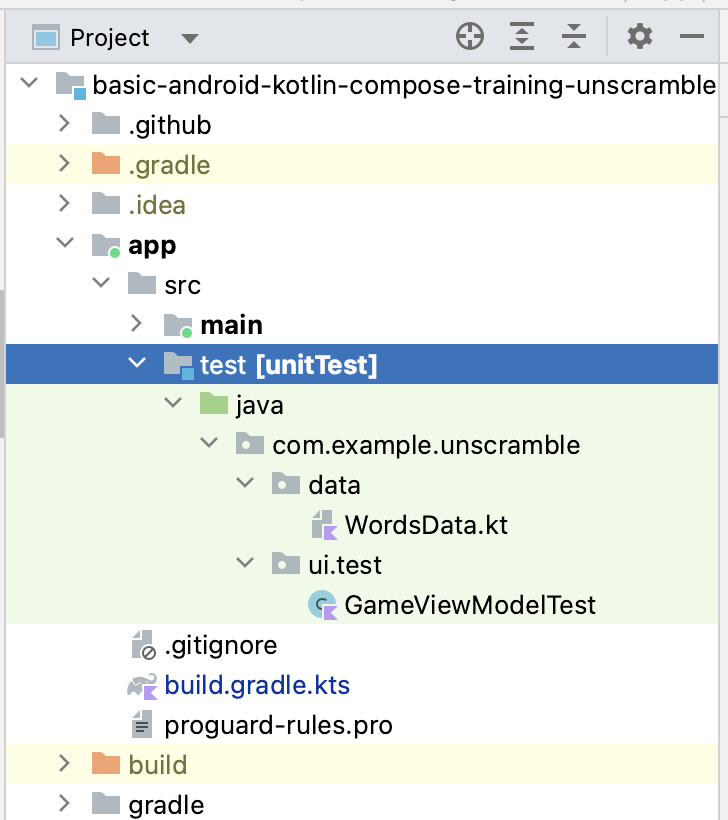 Project
basic-android-kotlin-compose-training-unscramble
.github
.gradle
.idea
app
src
main
test [unitTest]
java
com.example.unscramble
data
WordsData.kt
ui.test
GameViewModelTest
.gitignore
build.gradle.kts
proguard-rules.pro
build
gradle